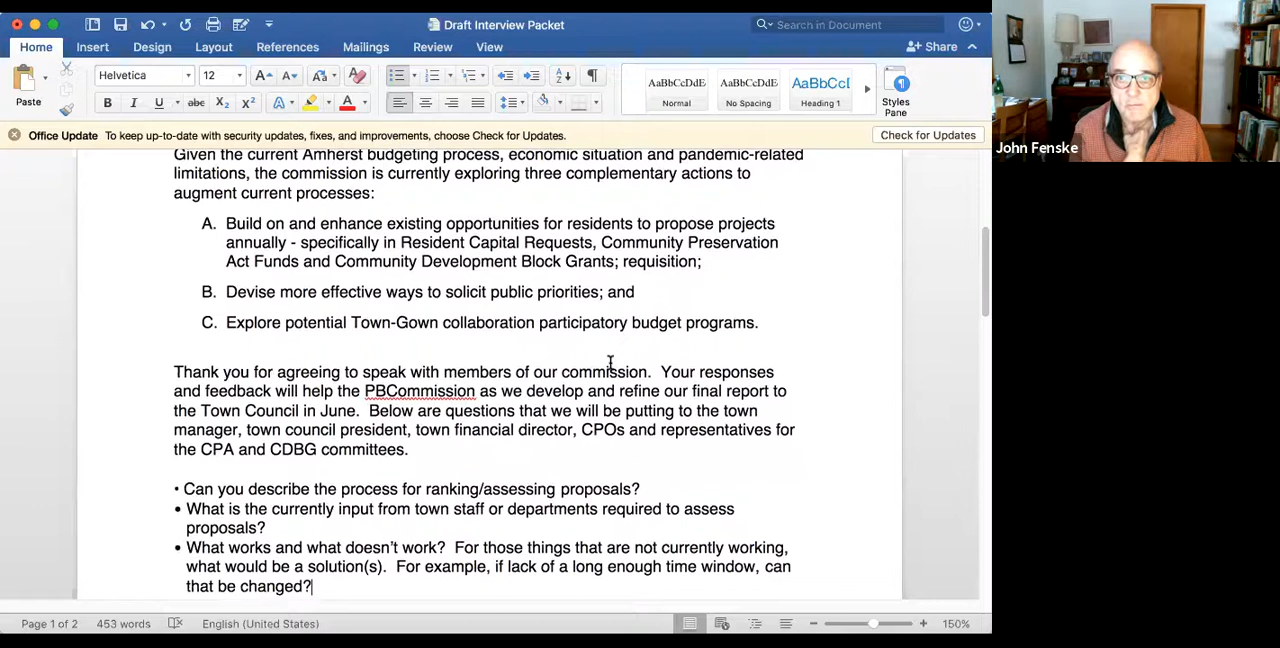 Draft Interview Packet
Search in Document
Home Insert Design Layout References Mailings Review View
Share
Paste
Helvetica 12
AaBbCcDdE AaBbCcDdE AaBbCcI
Normal No Spacing Heading 1
Styles
Pane
Office Update To keep up-to-date with security updates, fixes, and improvements, choose Check for Updates.
Check for Updates
Given the current Amherst budgeting process, economic situation and pandemic-related
limitations, the commission is currently exploring three complementary actions to
augment current processes:
A. Build on and enhance existing opportunities for residents to propose projects
annually - specifically in Resident Capital Requests, Community Preservation
Act Funds and Community Development Block Grants; requisition;
B. Devise more effective ways to solicit public priorities; and
C. Explore potential Town-Gown collaboration participatory budget programs.
Thank you for agreeing to speak with members of our commission. Your responses
and feedback will help the PBCommission as we develop and refine our final report to
the Town Council in June. Below are questions that we will be putting to the town
manager, town council president, town financial director, CPOs and representatives for
the CPA and CDBG committees.
• Can you describe the process for ranking/assessing proposals?
• What is the currently input from town staff or departments required to assess
proposals?
• What works and what doesn't work? For those things that are not currently working,
what would be a solution(s). For example, if lack of a long enough time window, can
that be changed?
Page 1 of 2 453 words English (United States) 150%
John Fenske